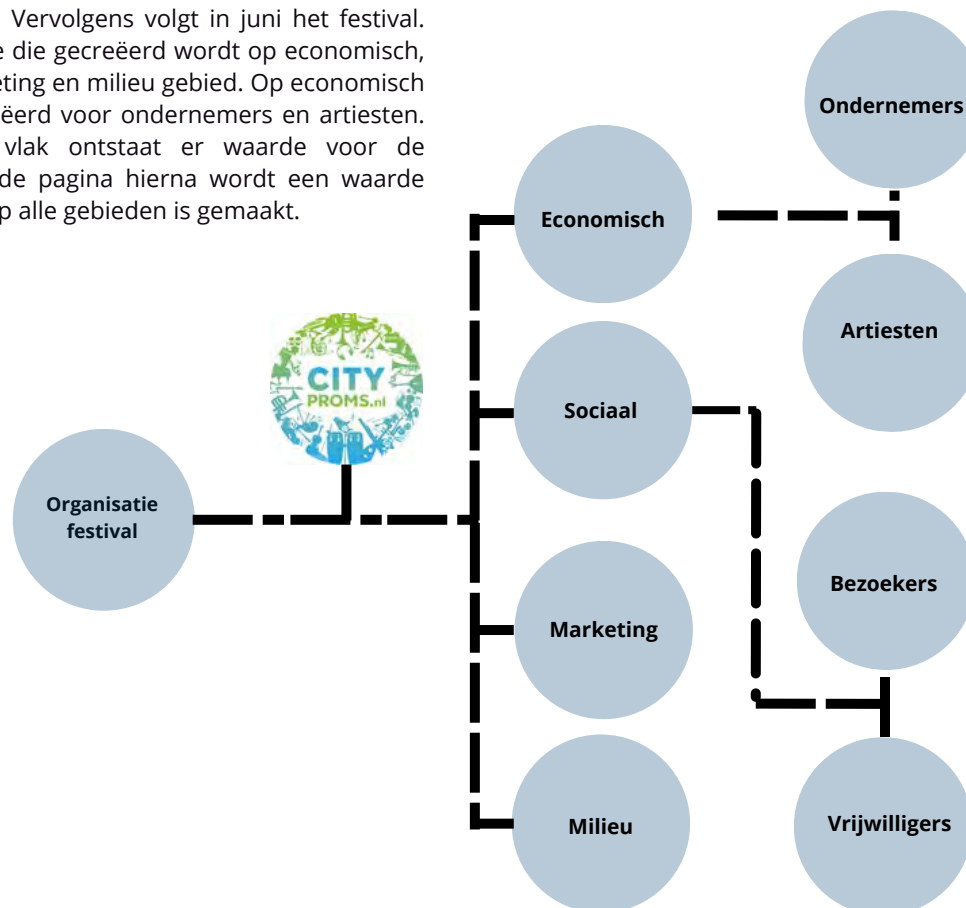 Vervolgens volgt in juni het festival.
die gecreëerd wordt op economisch,
en milieu gebied. Op economisch
voor ondernemers en artiesten.
vlak ontstaat er waarde voor de
de pagina hierna wordt een waarde
alle gebieden is gemaakt.
Ondernemers
Economisch
Artiesten
CITY
PROMS.nl
Sociaal
Organisatie
festival
Bezoekers
Marketing
Milieu
Vrijwilligers